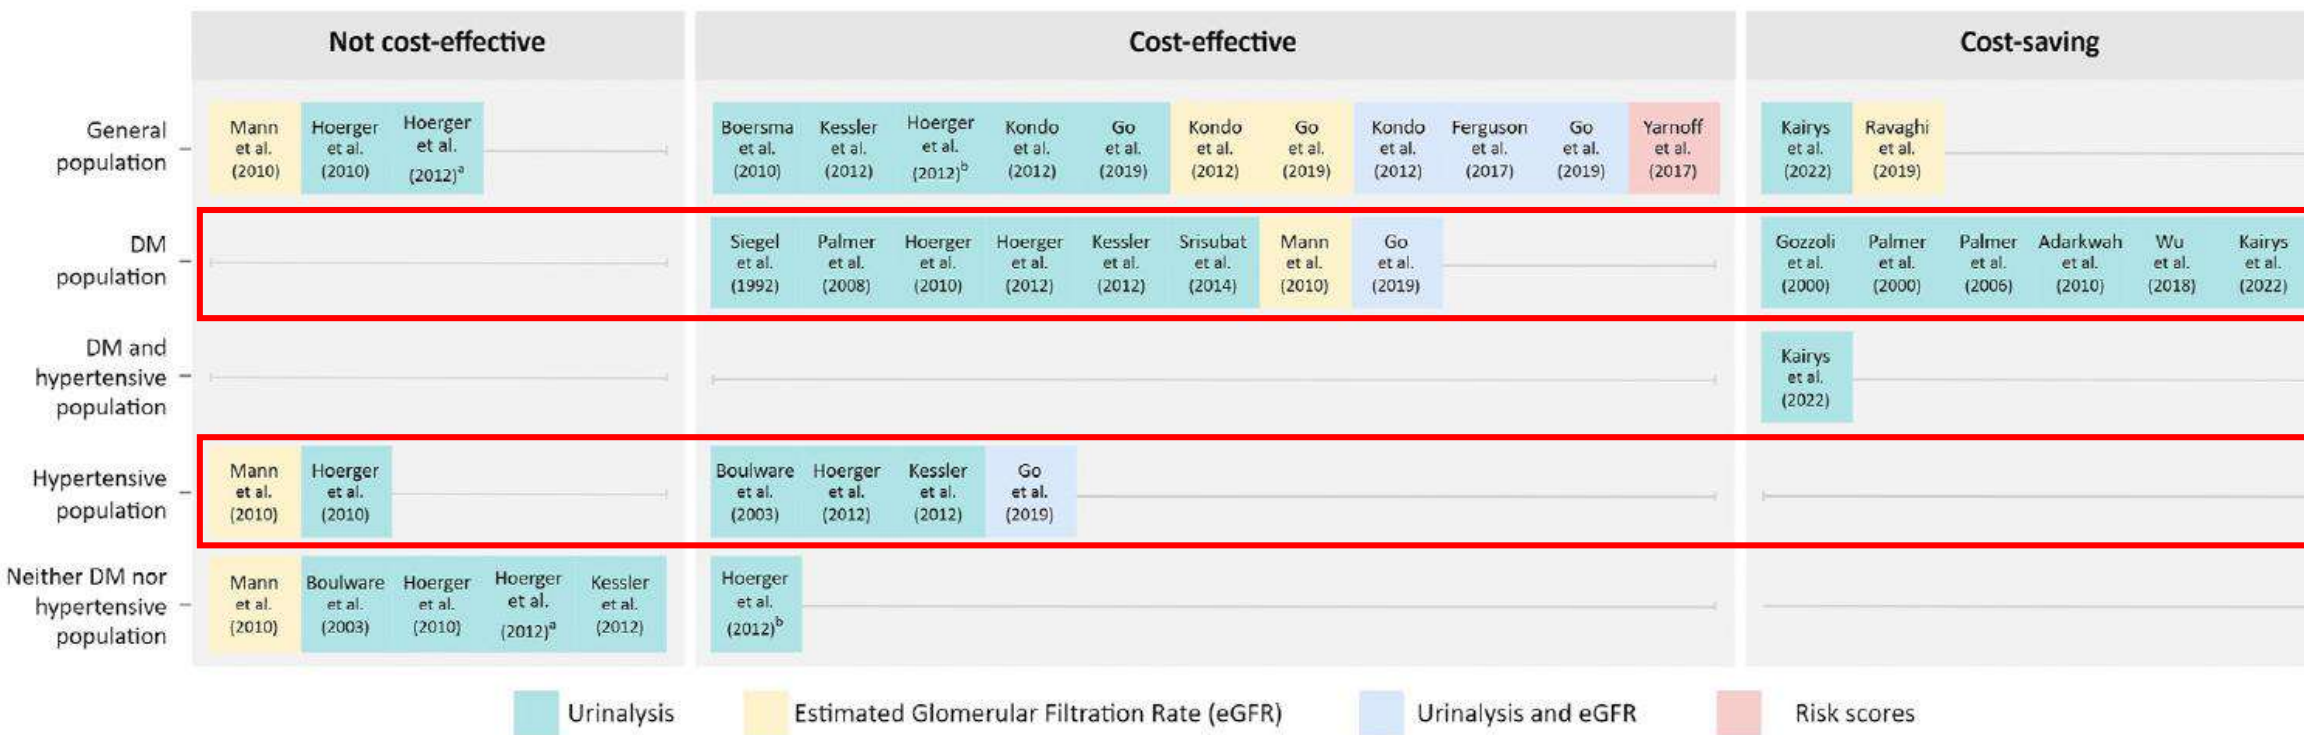 Not cost-effective
Cost-effective
Cost-saving
General
population
Mann
et al.
(2010)
Hoerger
et al.
(2010)
Hoerger
et al.
(2012)ᵃ
Boersma
et al.
(2010)
Kessler
et al.
(2012)
Hoerger
et al.
(2012)ᵇ
Kondo
et al.
(2012)
Go
et al.
(2019)
Kondo
et al.
(2012)
Go
et al.
(2019)
Kondo
et al.
(2012)
Ferguson
et al.
(2017)
Go
et al.
(2019)
Yarnoff
et al.
(2017)
Kairys
et al.
(2022)
Ravaghi
et al.
(2019)
DM
population
Siegel
et al.
(1992)
Palmer
et al.
(2008)
Hoerger
et al.
(2010)
Hoerger
et al.
(2012)
Kessler
et al.
(2012)
Srisubat
et al.
(2014)
Mann
et al.
(2010)
Go
et al.
(2019)
Gozzoli
et al.
(2000)
Palmer
et al.
(2000)
Palmer
et al.
(2006)
Adarkwah
et al.
(2010)
Wu
et al.
(2018)
Kairys
et al.
(2022)
DM and
hypertensive
population
Kairys
et al.
(2022)
Hypertensive
population
Mann
et al.
(2010)
Hoerger
et al.
(2010)
Boulware
et al.
(2003)
Hoerger
et al.
(2012)
Kessler
et al.
(2012)
Go
et al.
(2019)
Neither DM nor
hypertensive
population
Mann
et al.
(2010)
Boulware
et al.
(2003)
Hoerger
et al.
(2010)
Hoerger
et al.
(2012)ᵃ
Kessler
et al.
(2012)
Hoerger
et al.
(2012)ᵇ
Urinalysis
Estimated Glomerular Filtration Rate (eGFR)
Urinalysis and eGFR
Risk scores